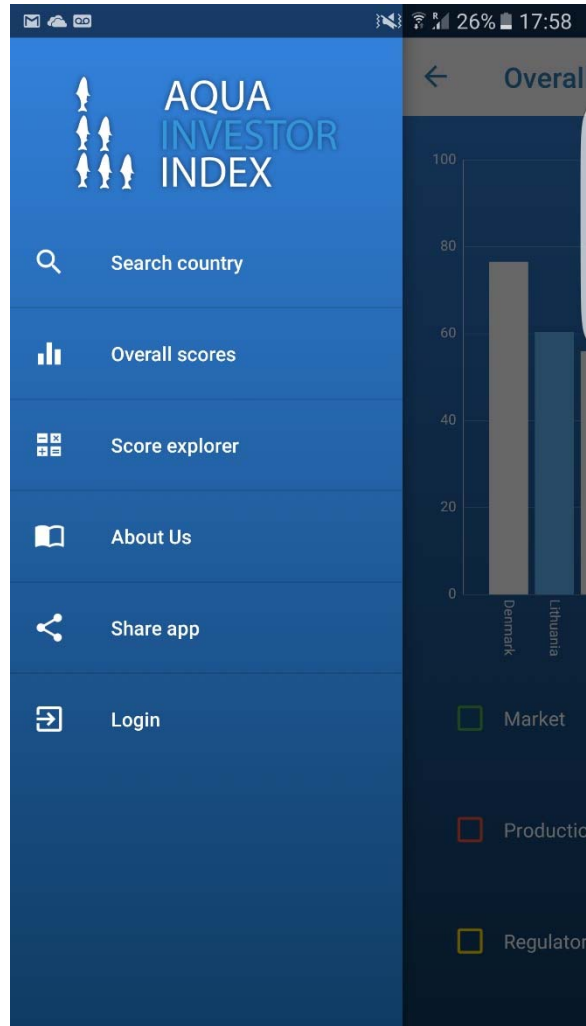 R
26% 17:58
AQUA
INVESTOR
INDEX
Search country
Overall scores
Score explorer
About Us
Share app
Login
Overal
100
80
60
40
20
0
Denmark
Lithuania
Market
Productio
Regulator